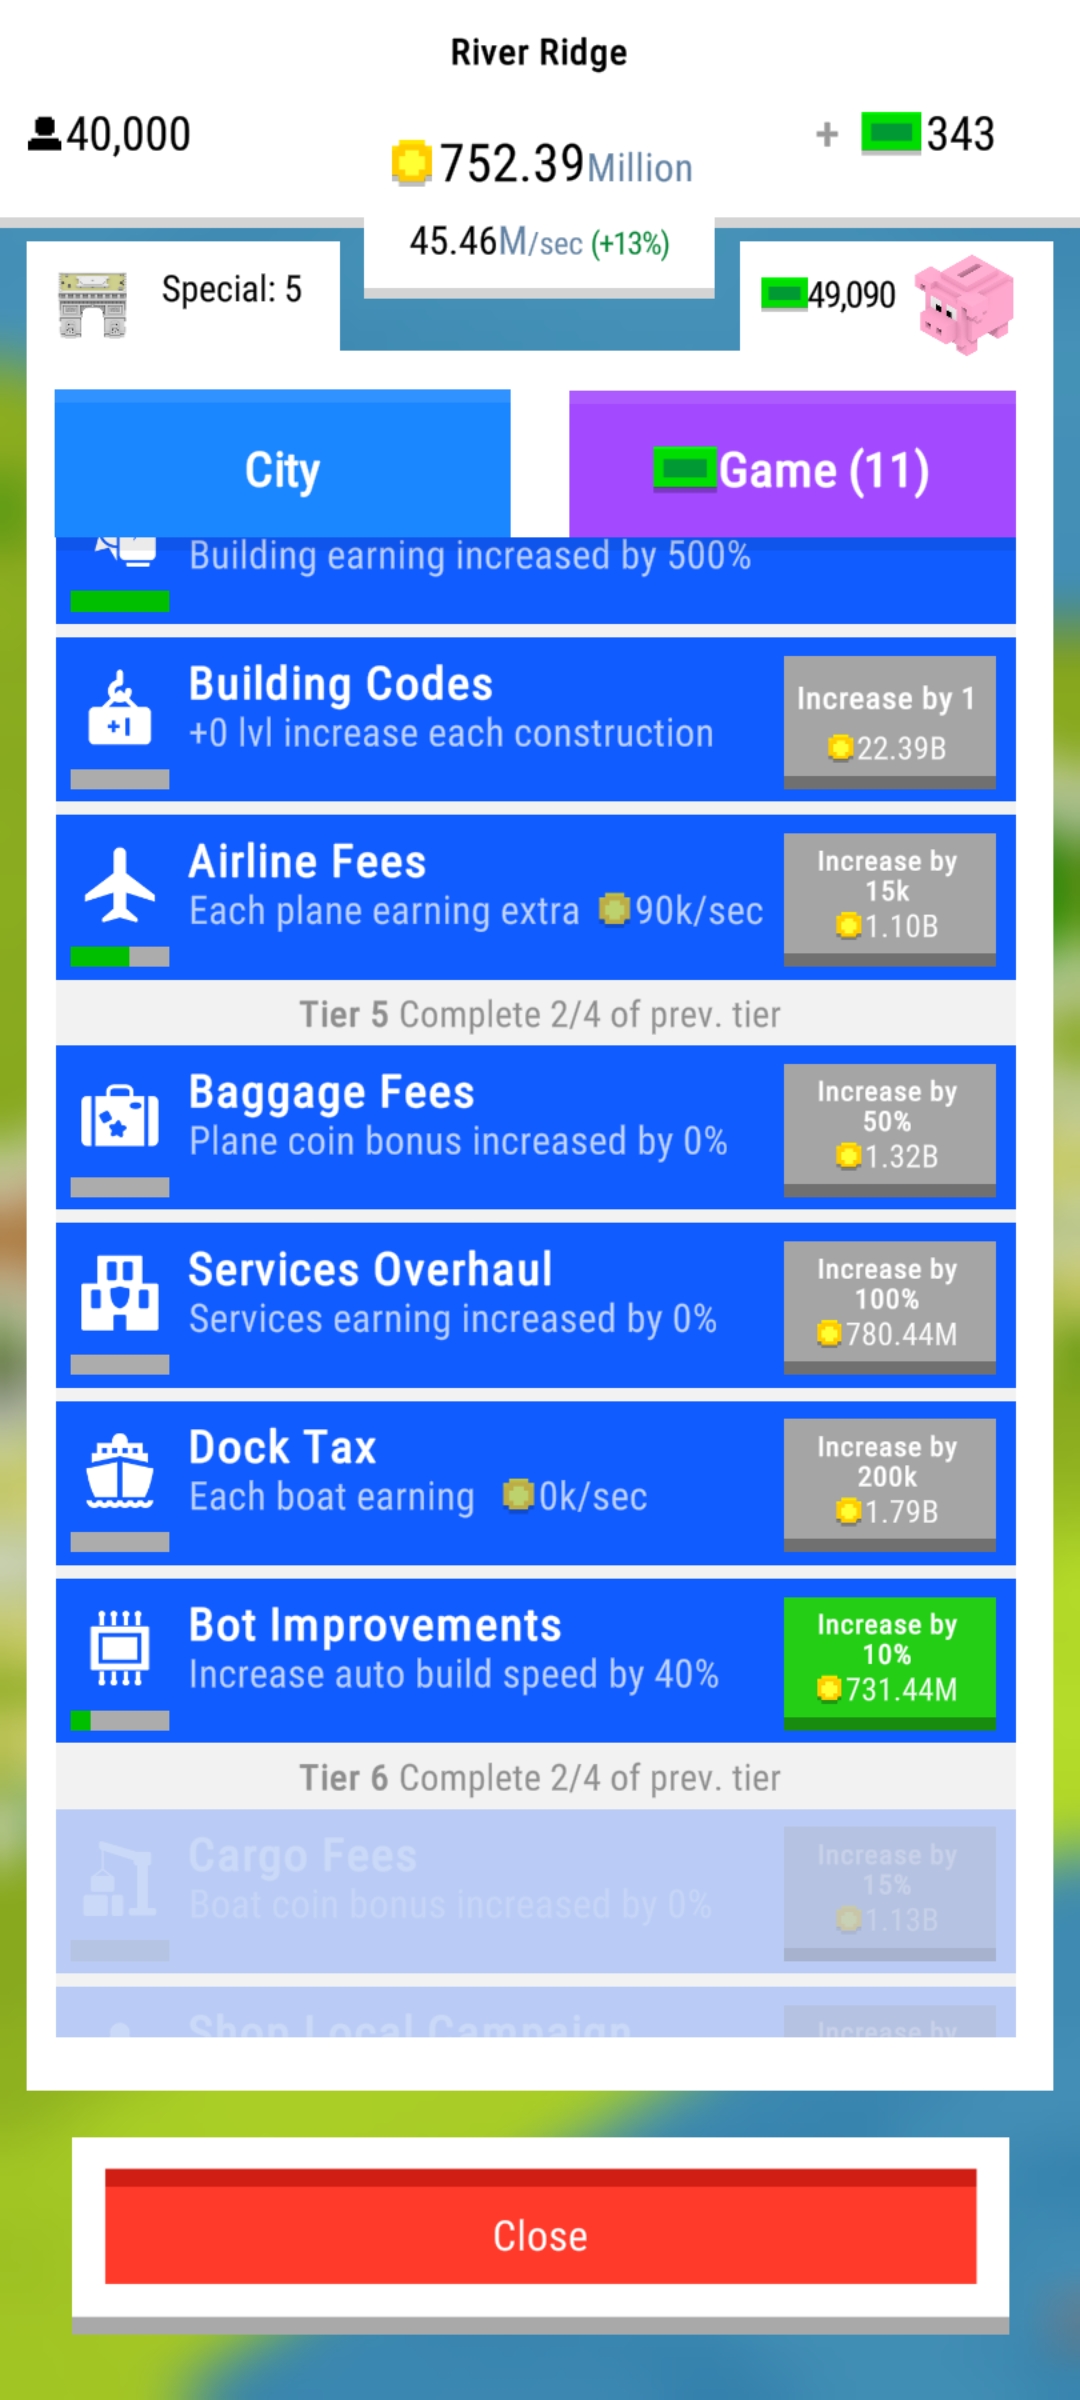 River Ridge
40,000
752.39Million
+ 343
45.46M/sec (+13%)
Special: 5
49,090
City
Game (11)
Building earning increased by 500%
Building Codes
+0 lvl increase each construction
Increase by 1
22.39B
Airline Fees
Each plane earning extra 90k/sec
Increase by
15k
1.10B
Tier 5 Complete 2/4 of prev. tier
Baggage Fees
Plane coin bonus increased by 0%
Increase by
50%
1.32B
Services Overhaul
Services earning increased by 0%
Increase by
100%
780.44M
Dock Tax
Each boat earning 0k/sec
Increase by
200k
1.79B
Bot Improvements
Increase auto build speed by 40%
Increase by
10%
731.44M
Tier 6 Complete 2/4 of prev. tier
Cargo Fees
Boat coin bonus increased by 0%
Increase by
15%
1.13B
Shop Local Campaign
Increase by
Close